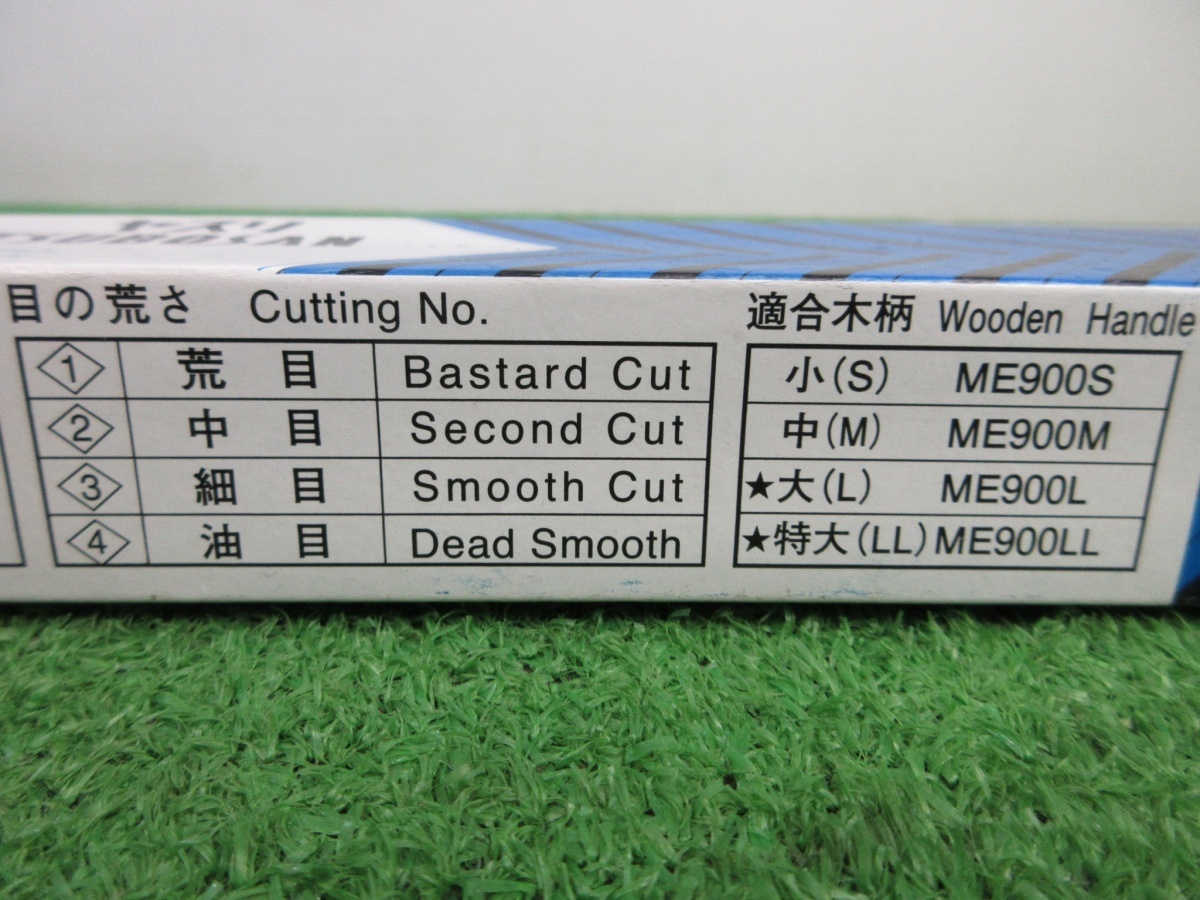 目の荒さ Cutting No.
1 荒目 Bastard Cut
2 中目 Second Cut
3 細目 Smooth Cut
4 油目 Dead Smooth
適合木柄 Wooden Handle
小(S) ME900S
中(M) ME900M
★大(L) ME900L
★特大(LL) ME900LL